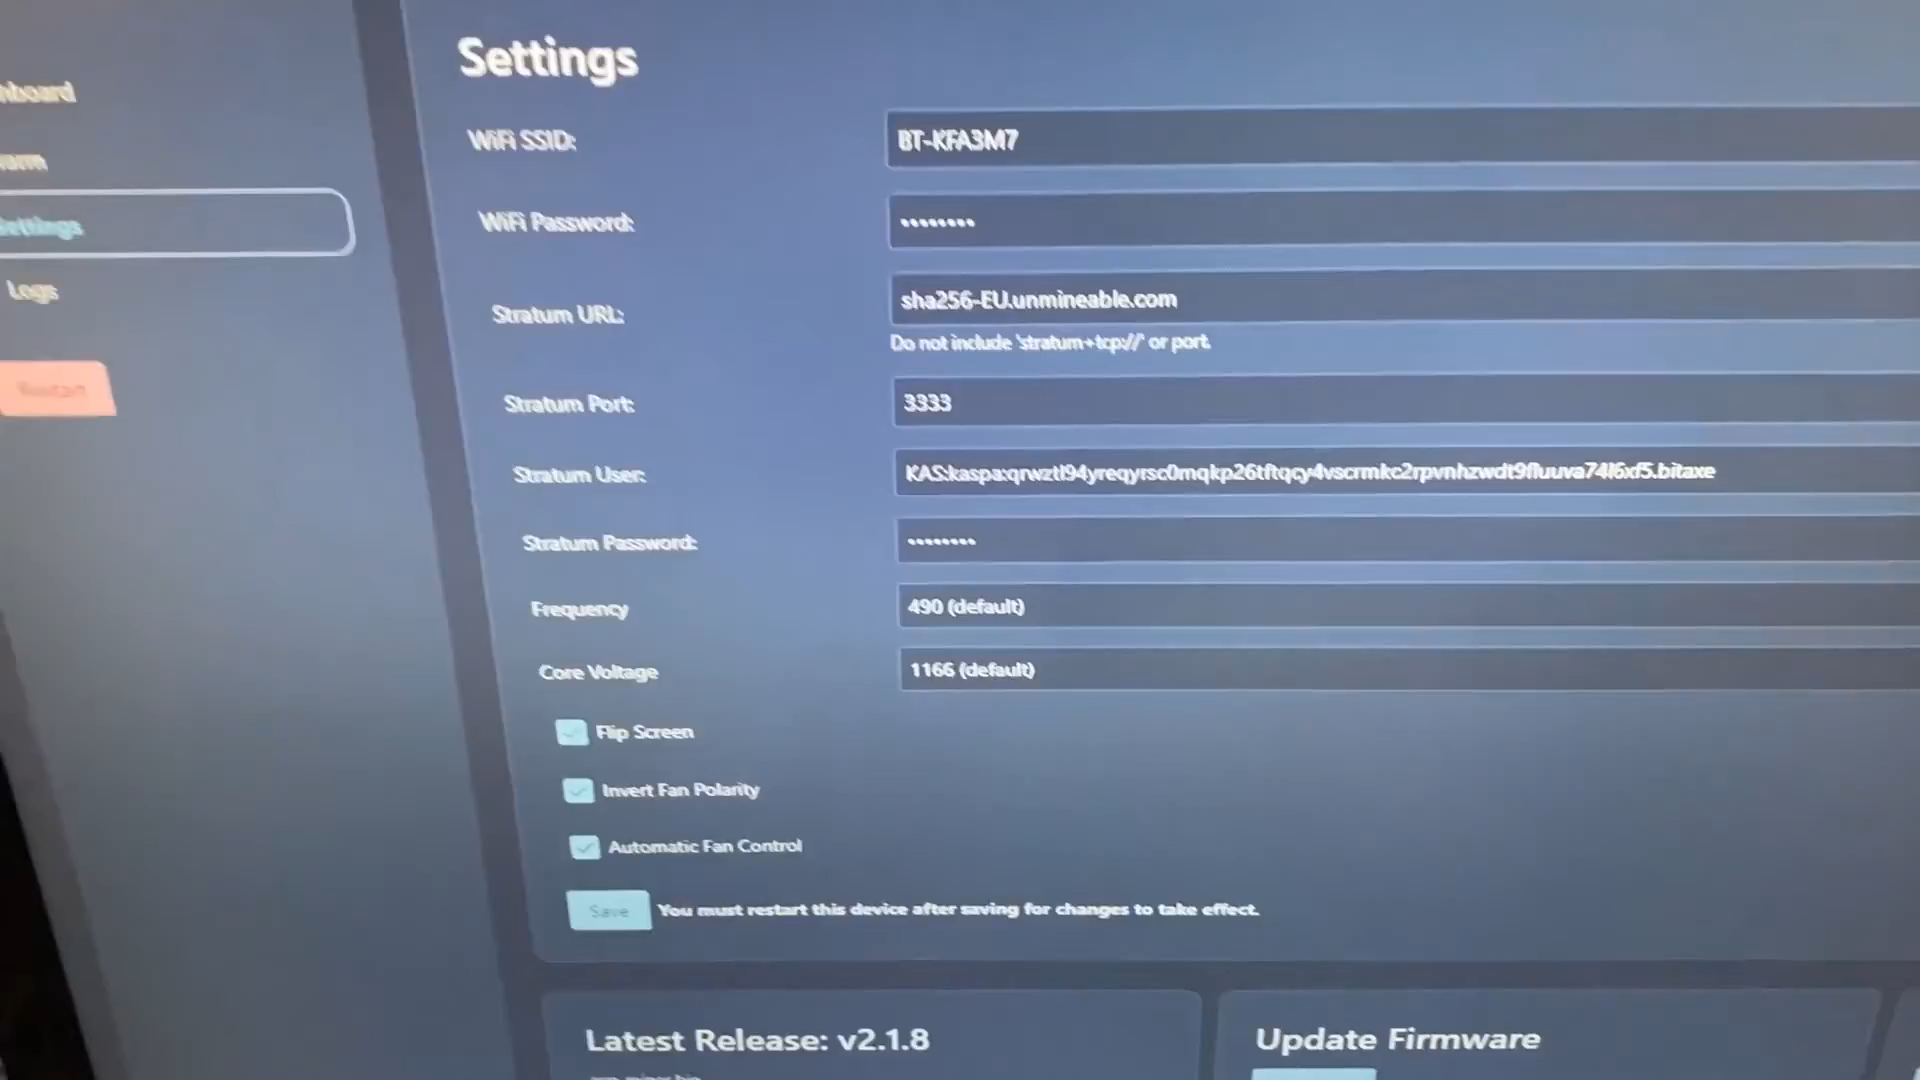 Settings
WiFi SSID: BT-KFA3M7
WiFi Password: ••••••••
Settings
Stratum URL: sha256-EU.unmineable.com
Do not include 'stratum+tcp://' or port.
Logs
Restart
Stratum Port: 3333
Stratum User: KAS:kaspa:qrwztl94yreqyrsc0mqkp26tftqcy4vscrmkc2rpvnhzwdt9fluuva74l6xf5.bitaxe
Stratum Password: ••••••••
Frequency 490 (default)
Core Voltage 1166 (default)
Flip Screen
Invert Fan Polarity
Automatic Fan Control
Save You must restart this device after saving for changes to take effect.
Latest Release: v2.1.8
Update Firmware